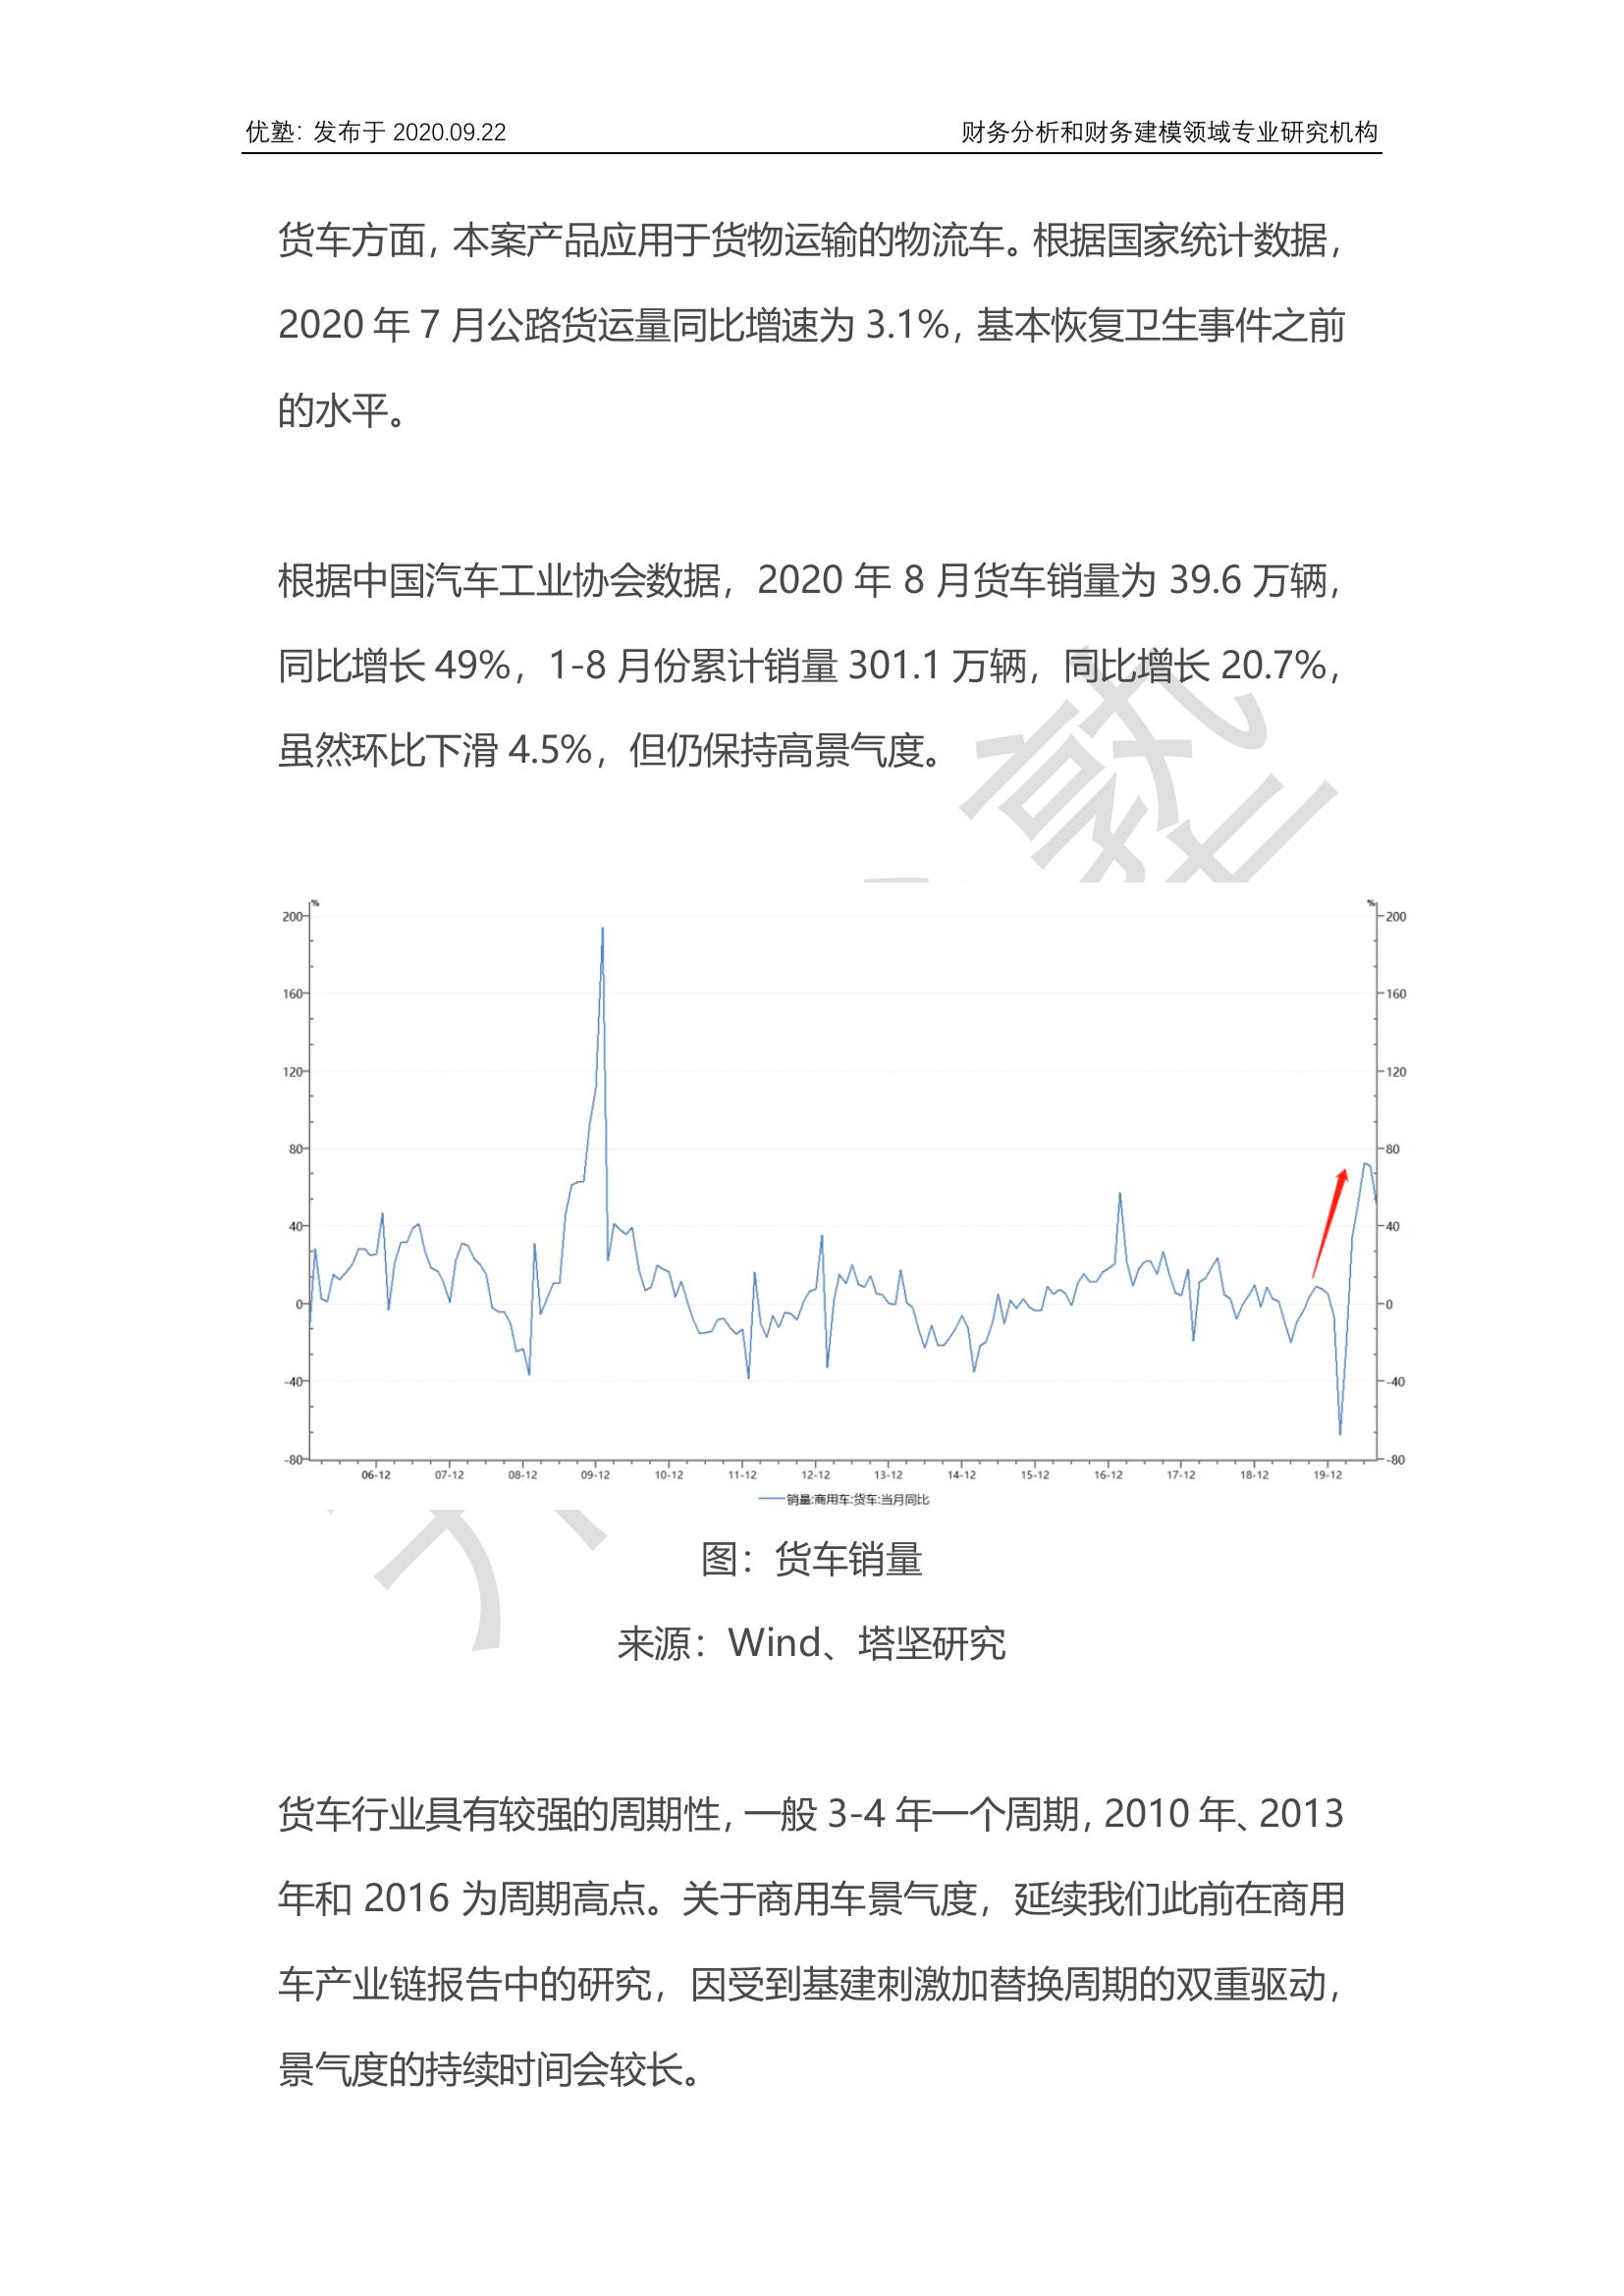 优塾：发布于 2020.09.22 财务分析和财务建模领域专业研究机构
货车方面，本案产品应用于货物运输的物流车。根据国家统计数据，
2020 年 7 月公路货运量同比增速为 3.1%，基本恢复卫生事件之前
的水平。
根据中国汽车工业协会数据，2020 年 8 月货车销量为 39.6 万辆，
同比增长 49%，1-8 月份累计销量 301.1 万辆，同比增长 20.7%，
虽然环比下滑 4.5%，但仍保持高景气度。
% %
200 200
160 160
120 120
80 80
40 40
0 0
-40 -40
-80 -80
06-12 07-12 08-12 09-12 10-12 11-12 12-12 13-12 14-12 15-12 16-12 17-12 18-12 19-12
销量:商用车:货车:当月同比
图：货车销量
来源：Wind、塔坚研究
货车行业具有较强的周期性，一般 3-4 年一个周期，2010 年、2013
年和 2016 为周期高点。关于商用车景气度，延续我们此前在商用
车产业链报告中的研究，因受到基建刺激加替换周期的双重驱动，
景气度的持续时间会较长。